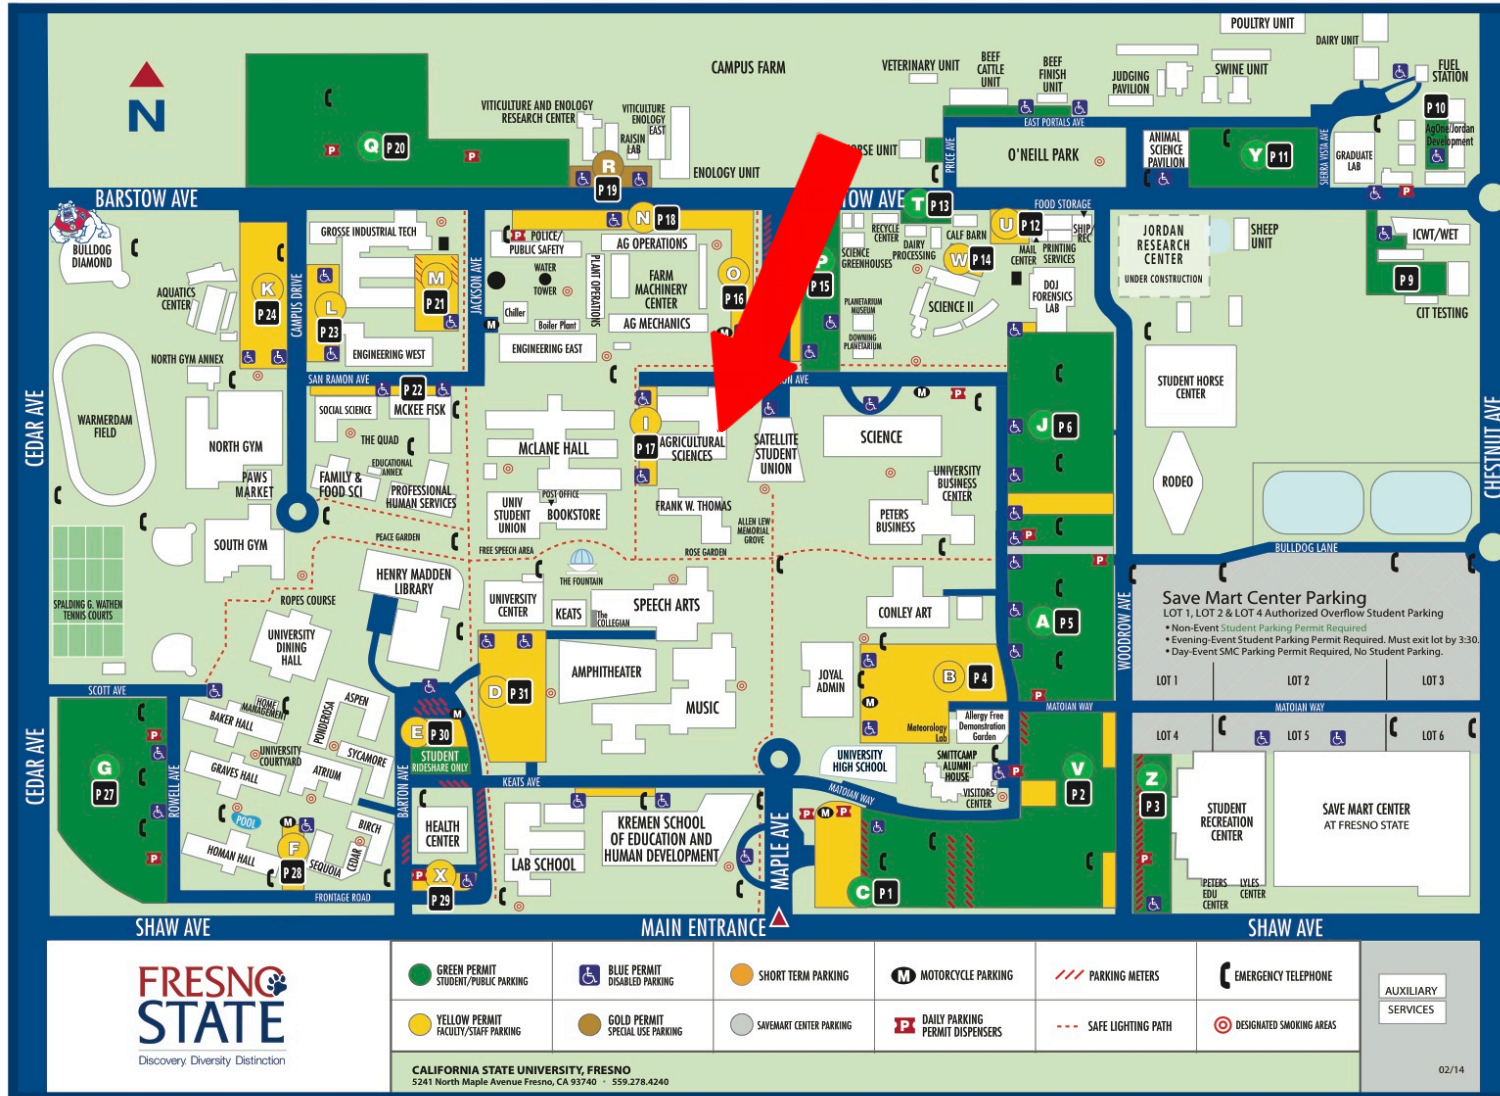 POULTRY UNIT
DAIRY UNIT
CAMPUS FARM
VETERINARY UNIT
BEEF
CATTLE
UNIT
BEEF
FINISH
UNIT
JUDGING
PAVILION
SWINE UNIT
FUEL
STATION
N
Q P 20
P
P
VITICULTURE AND ENOLOGY
RESEARCH CENTER
VITICULTURE
ENOLOGY
EAST
RAISIN
LAB
R
P 19
ENOLOGY UNIT
UNIT
PRICE AVE
EAST PORTALS AVE
O'NEILL PARK
ANIMAL
SCIENCE
PAVILION
Y P 11
SIERRA VISTA AVE
GRADUATE
LAB
P 10
AgOne/Jordan
Development
P
BARSTOW AVE
TOW AVE
T P 13
FOOD STORAGE
BULLDOG
DIAMOND
GROSSE INDUSTRIAL TECH
K
P 24
CAMPUS DRIVE
L
P 23
M
P 21
JACKSON AVE
P POLICE/
PUBLIC SAFETY
N P 18
AG OPERATIONS
WATER
TOWER
PLANT OPERATIONS
FARM
MACHINERY
CENTER
O
P 16
Chiller
Boiler Plant
AG MECHANICS
M
M
P
P 15
RECYCLE
CENTER
SCIENCE
GREENHOUSES
DAIRY
PROCESSING
CALF BARN
U P 12
W P 14
MAIL
CENTER
PRINTING
SERVICES
SHIP/
REC
PLANETARIUM
MUSEUM
SCIENCE II
DOWNING
PLANETARIUM
DOJ
FORENSICS
LAB
JORDAN
RESEARCH
CENTER
UNDER CONSTRUCTION
SHEEP
UNIT
ICWT/WET
P 9
CIT TESTING
AQUATICS
CENTER
NORTH GYM ANNEX
ENGINEERING WEST
ENGINEERING EAST
SAN RAMON AVE
P 22
ON AVE
CEDAR AVE
WARMERDAM
FIELD
NORTH GYM
PAWS
MARKET
SOUTH GYM
SOCIAL SCIENCE
MCKEE FISK
THE QUAD
EDUCATIONAL
ANNEX
FAMILY &
FOOD SCI
PROFESSIONAL
HUMAN SERVICES
McLANE HALL
I
P 17
AGRICULTURAL
SCIENCES
SATELLITE
STUDENT
UNION
SCIENCE
M
P
J P 6
STUDENT HORSE
CENTER
RODEO
CHESTNUT AVE
UNIV
STUDENT
UNION
POST OFFICE
BOOKSTORE
FRANK W. THOMAS
ALLEN LEW
MEMORIAL
GROVE
UNIVERSITY
BUSINESS
CENTER
PETERS
BUSINESS
P
PEACE GARDEN
FREE SPEECH AREA
ROSE GARDEN
BULLDOG LANE
P
HENRY MADDEN
LIBRARY
THE FOUNTAIN
UNIVERSITY
CENTER
KEATS
The
COLLEGIAN
SPEECH ARTS
CONLEY ART
A P 5
WOODROW AVE
Save Mart Center Parking
LOT 1, LOT 2 & LOT 4 Authorized Overflow Student Parking
• Non-Event Student Parking Permit Required
• Evening-Event Student Parking Permit Required. Must exit lot by 3:30.
• Day-Event SMC Parking Permit Required, No Student Parking.
SPALDING G. WATHEN
TENNIS COURTS
ROPES COURSE
UNIVERSITY
DINING
HALL
AMPHITHEATER
JOYAL
ADMIN
B P 4
M
P
LOT 1
LOT 2
LOT 3
SCOTT AVE
D P 31
MUSIC
Meteorology
Lab
Allergy Free
Demonstration
Garden
MATOIAN WAY
MATOIAN WAY
HOME
MANAGEMENT
ASPEN
BAKER HALL
PONDEROSA
SYCAMORE
UNIVERSITY
COURTYARD
GRAVES HALL
ATRIUM
M
E P 30
STUDENT
RIDESHARE ONLY
CEDAR AVE
G
P 27
P
P
P
ROWELL AVE
UNIVERSITY
HIGH SCHOOL
SMITTCAMP
ALUMNI
HOUSE
P
VISITORS
CENTER
V
P 2
LOT 4
LOT 5
LOT 6
Z
P 3
P
STUDENT
RECREATION
CENTER
SAVE MART CENTER
AT FRESNO STATE
KEATS AVE
MATOIAN WAY
POOL
HOMAN HALL
M
F
P 28
BIRCH
SEQUOIA
CEDAR
BARTON AVE
HEALTH
CENTER
P X
P 29
LAB SCHOOL
KREMEN SCHOOL
OF EDUCATION AND
HUMAN DEVELOPMENT
MAPLE AVE
P M P
C P 1
PETERS
EDU
CENTER
LYLES
CENTER
FRONTAGE ROAD
SHAW AVE
MAIN ENTRANCE
SHAW AVE
FRESNO
STATE
Discovery. Diversity. Distinction
GREEN PERMIT
STUDENT/PUBLIC PARKING
BLUE PERMIT
DISABLED PARKING
SHORT TERM PARKING
M MOTORCYCLE PARKING
PARKING METERS
EMERGENCY TELEPHONE
YELLOW PERMIT
FACULTY/STAFF PARKING
GOLD PERMIT
SPECIAL USE PARKING
SAVEMART CENTER PARKING
P DAILY PARKING
PERMIT DISPENSERS
SAFE LIGHTING PATH
DESIGNATED SMOKING AREAS
AUXILIARY
SERVICES
CALIFORNIA STATE UNIVERSITY, FRESNO
5241 North Maple Avenue Fresno, CA 93740 · 559.278.4240
02/14